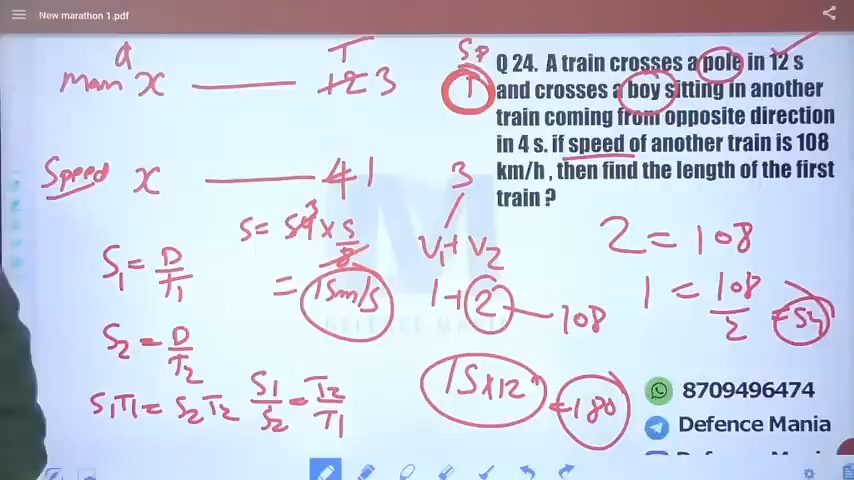 New marathon 1.pdf
Q 24. A train crosses a pole in 12 s
and crosses a boy sitting in another
train coming from opposite direction
in 4 s. if speed of another train is 108
km/h , then find the length of the first
train ?
d T Sp
Man x —— 12 3 1
Speed x —— 4 1 3
S = 54 3 × 5/18
= 15m/s
V1 + V2
1 + 2 — 108
2 = 108
1 = 108/2 = 54
S1 = D/T1
S2 = D/T2
S1T1 = S2T2 S1/S2 = T2/T1
15 × 12 = 180
8709496474
Defence Mania